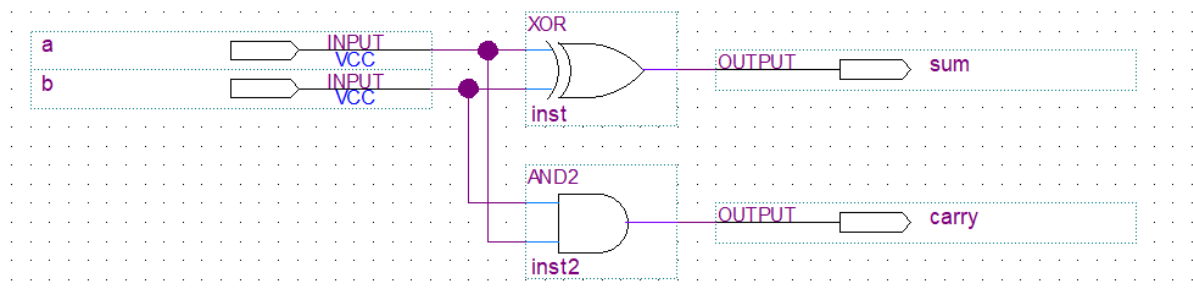 XOR
a INPUT
VCC
OUTPUT sum
b INPUT
VCC
inst
AND2
OUTPUT carry
inst2